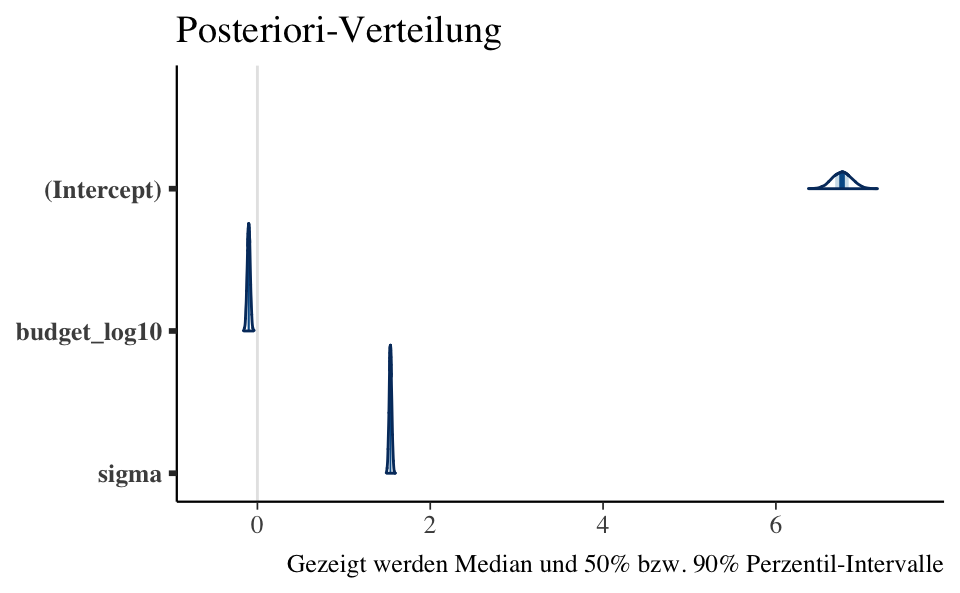 Posteriori-Verteilung
(Intercept)
budget_log10
sigma
0 2 4 6
Gezeigt werden Median und 50% bzw. 90% Perzentil-Intervalle